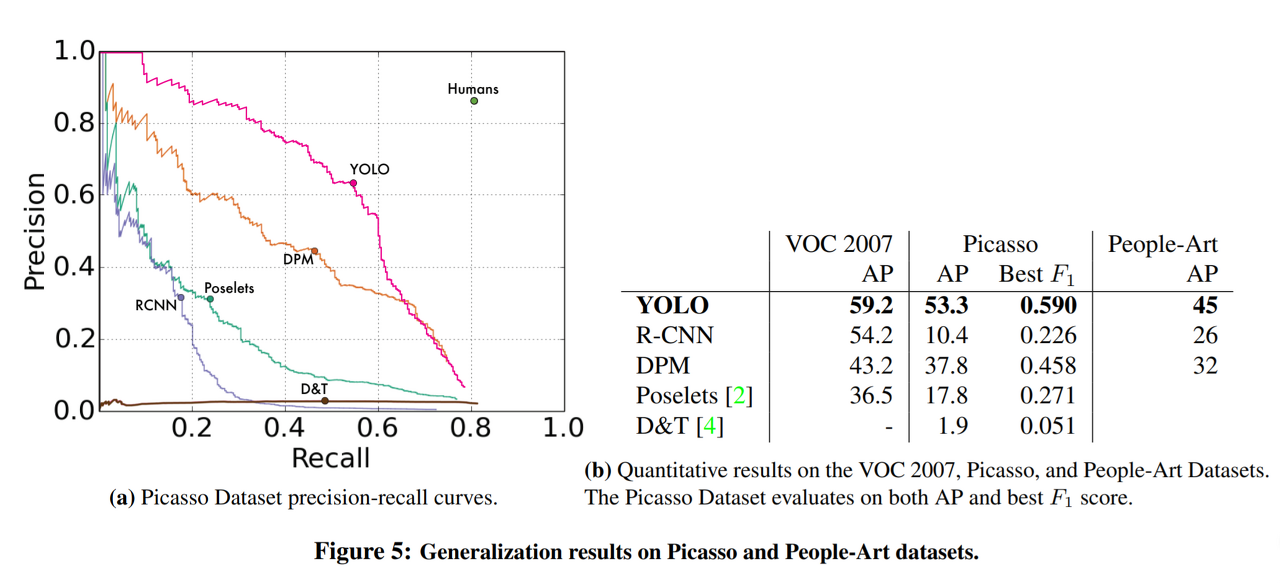 1.0
0.8
0.6
0.4
0.2
0.0
Precision
Humans
YOLO
DPM
Poselets
RCNN
D&T
0.2 0.4 0.6 0.8 1.0
Recall
(a) Picasso Dataset precision-recall curves.
VOC 2007 Picasso People-Art
AP AP Best F1 AP
YOLO 59.2 53.3 0.590 45
R-CNN 54.2 10.4 0.226 26
DPM 43.2 37.8 0.458 32
Poselets [2] 36.5 17.8 0.271
D&T [4] - 1.9 0.051
(b) Quantitative results on the VOC 2007, Picasso, and People-Art Datasets.
The Picasso Dataset evaluates on both AP and best F1 score.
Figure 5: Generalization results on Picasso and People-Art datasets.